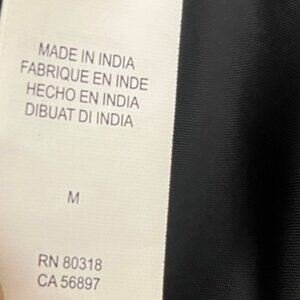 MADE IN INDIA
FABRIQUE EN INDE
HECHO EN INDIA
DIBUAT DI INDIA
M
RN 80318
CA 56897